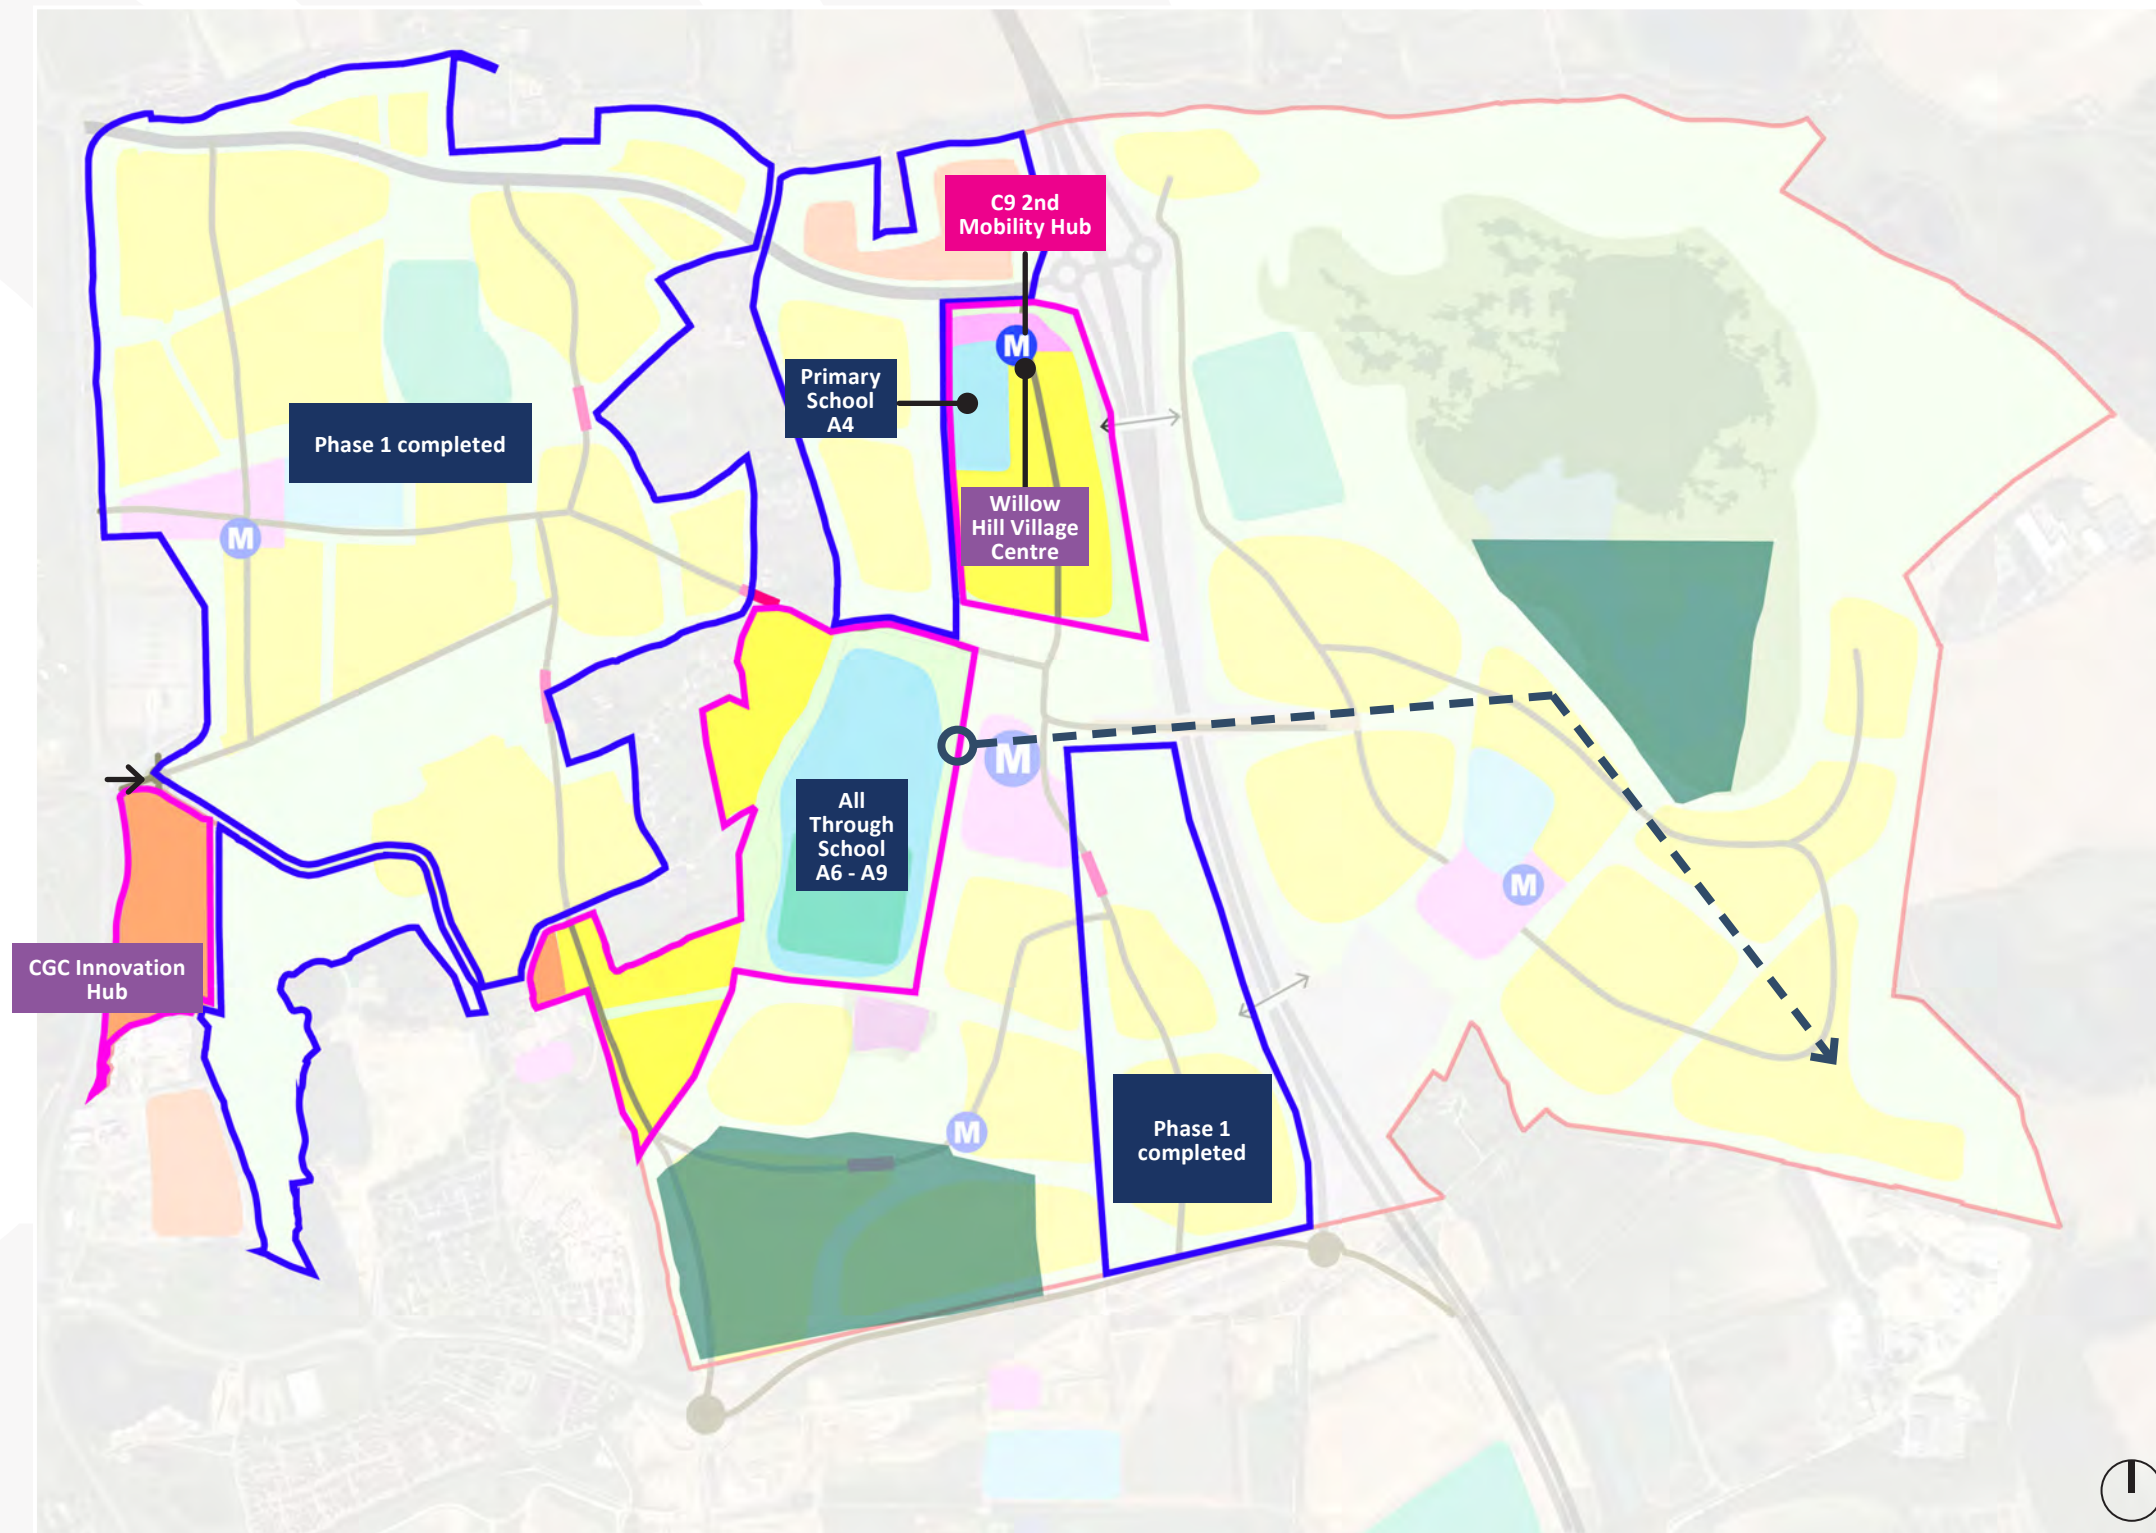 C9 2nd
Mobility Hub
M
Primary
School
A4
Phase 1 completed
Willow
Hill Village
Centre
M
M
All
Through
School
A6 - A9
M
CGC Innovation
Hub
M
Phase 1
completed